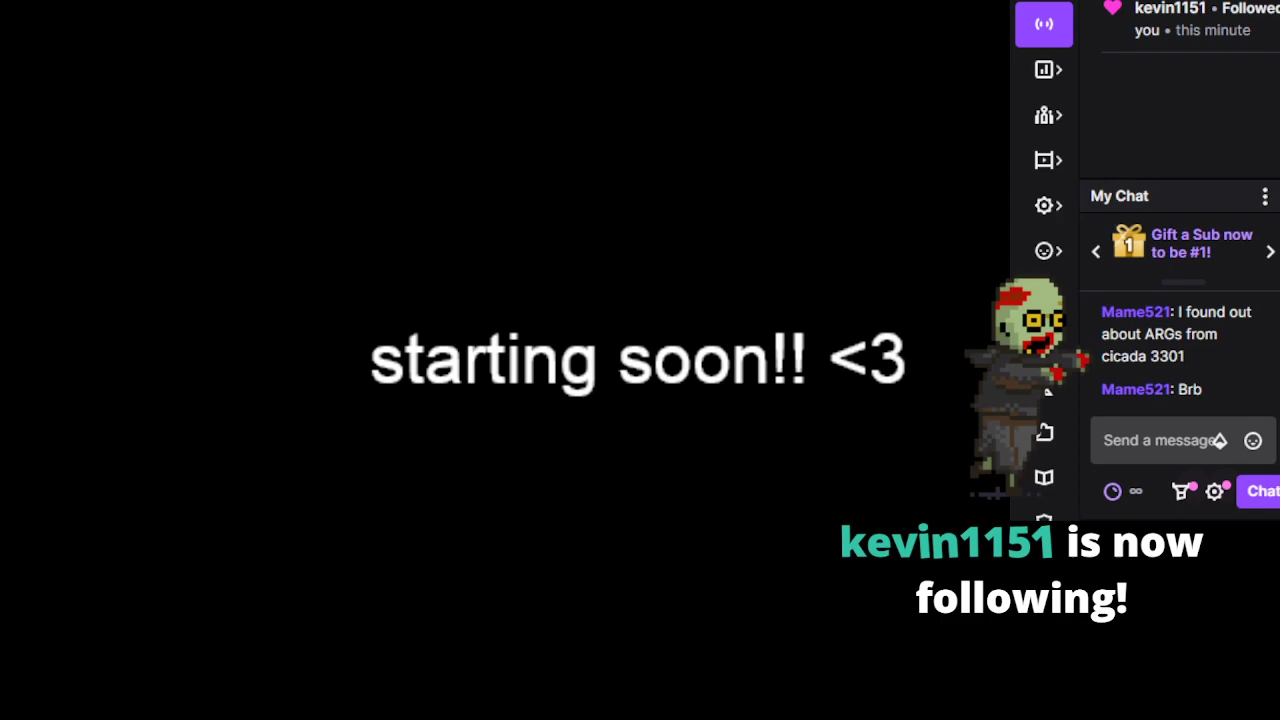 kevin1151 • Followed
you • this minute
My Chat
1
Gift a Sub now
to be #1!
Mame521: I found out
about ARGs from
cicada 3301
Mame521: Brb
starting soon!! <3
Send a message
∞
Chat
kevin1151 is now
following!